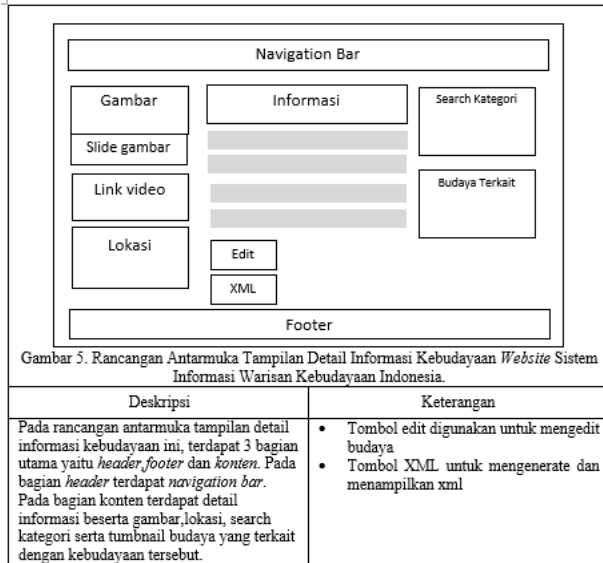 Navigation Bar
Gambar
Slide gambar
Link video
Lokasi
Informasi
Edit
XML
Search Kategori
Budaya Terkait
Footer
Gambar 5. Rancangan Antarmuka Tampilan Detail Informasi Kebudayaan Website Sistem
Informasi Warisan Kebudayaan Indonesia.
Deskripsi
Pada rancangan antarmuka tampilan detail
informasi kebudayaan ini, terdapat 3 bagian
utama yaitu header,footer dan konten. Pada
bagian header terdapat navigation bar.
Pada bagian konten terdapat detail
informasi beserta gambar,lokasi, search
kategori serta tumbnail budaya yang terkait
dengan kebudayaan tersebut.
Keterangan
• Tombol edit digunakan untuk mengedit
budaya
• Tombol XML untuk mengenerate dan
menampilkan xml